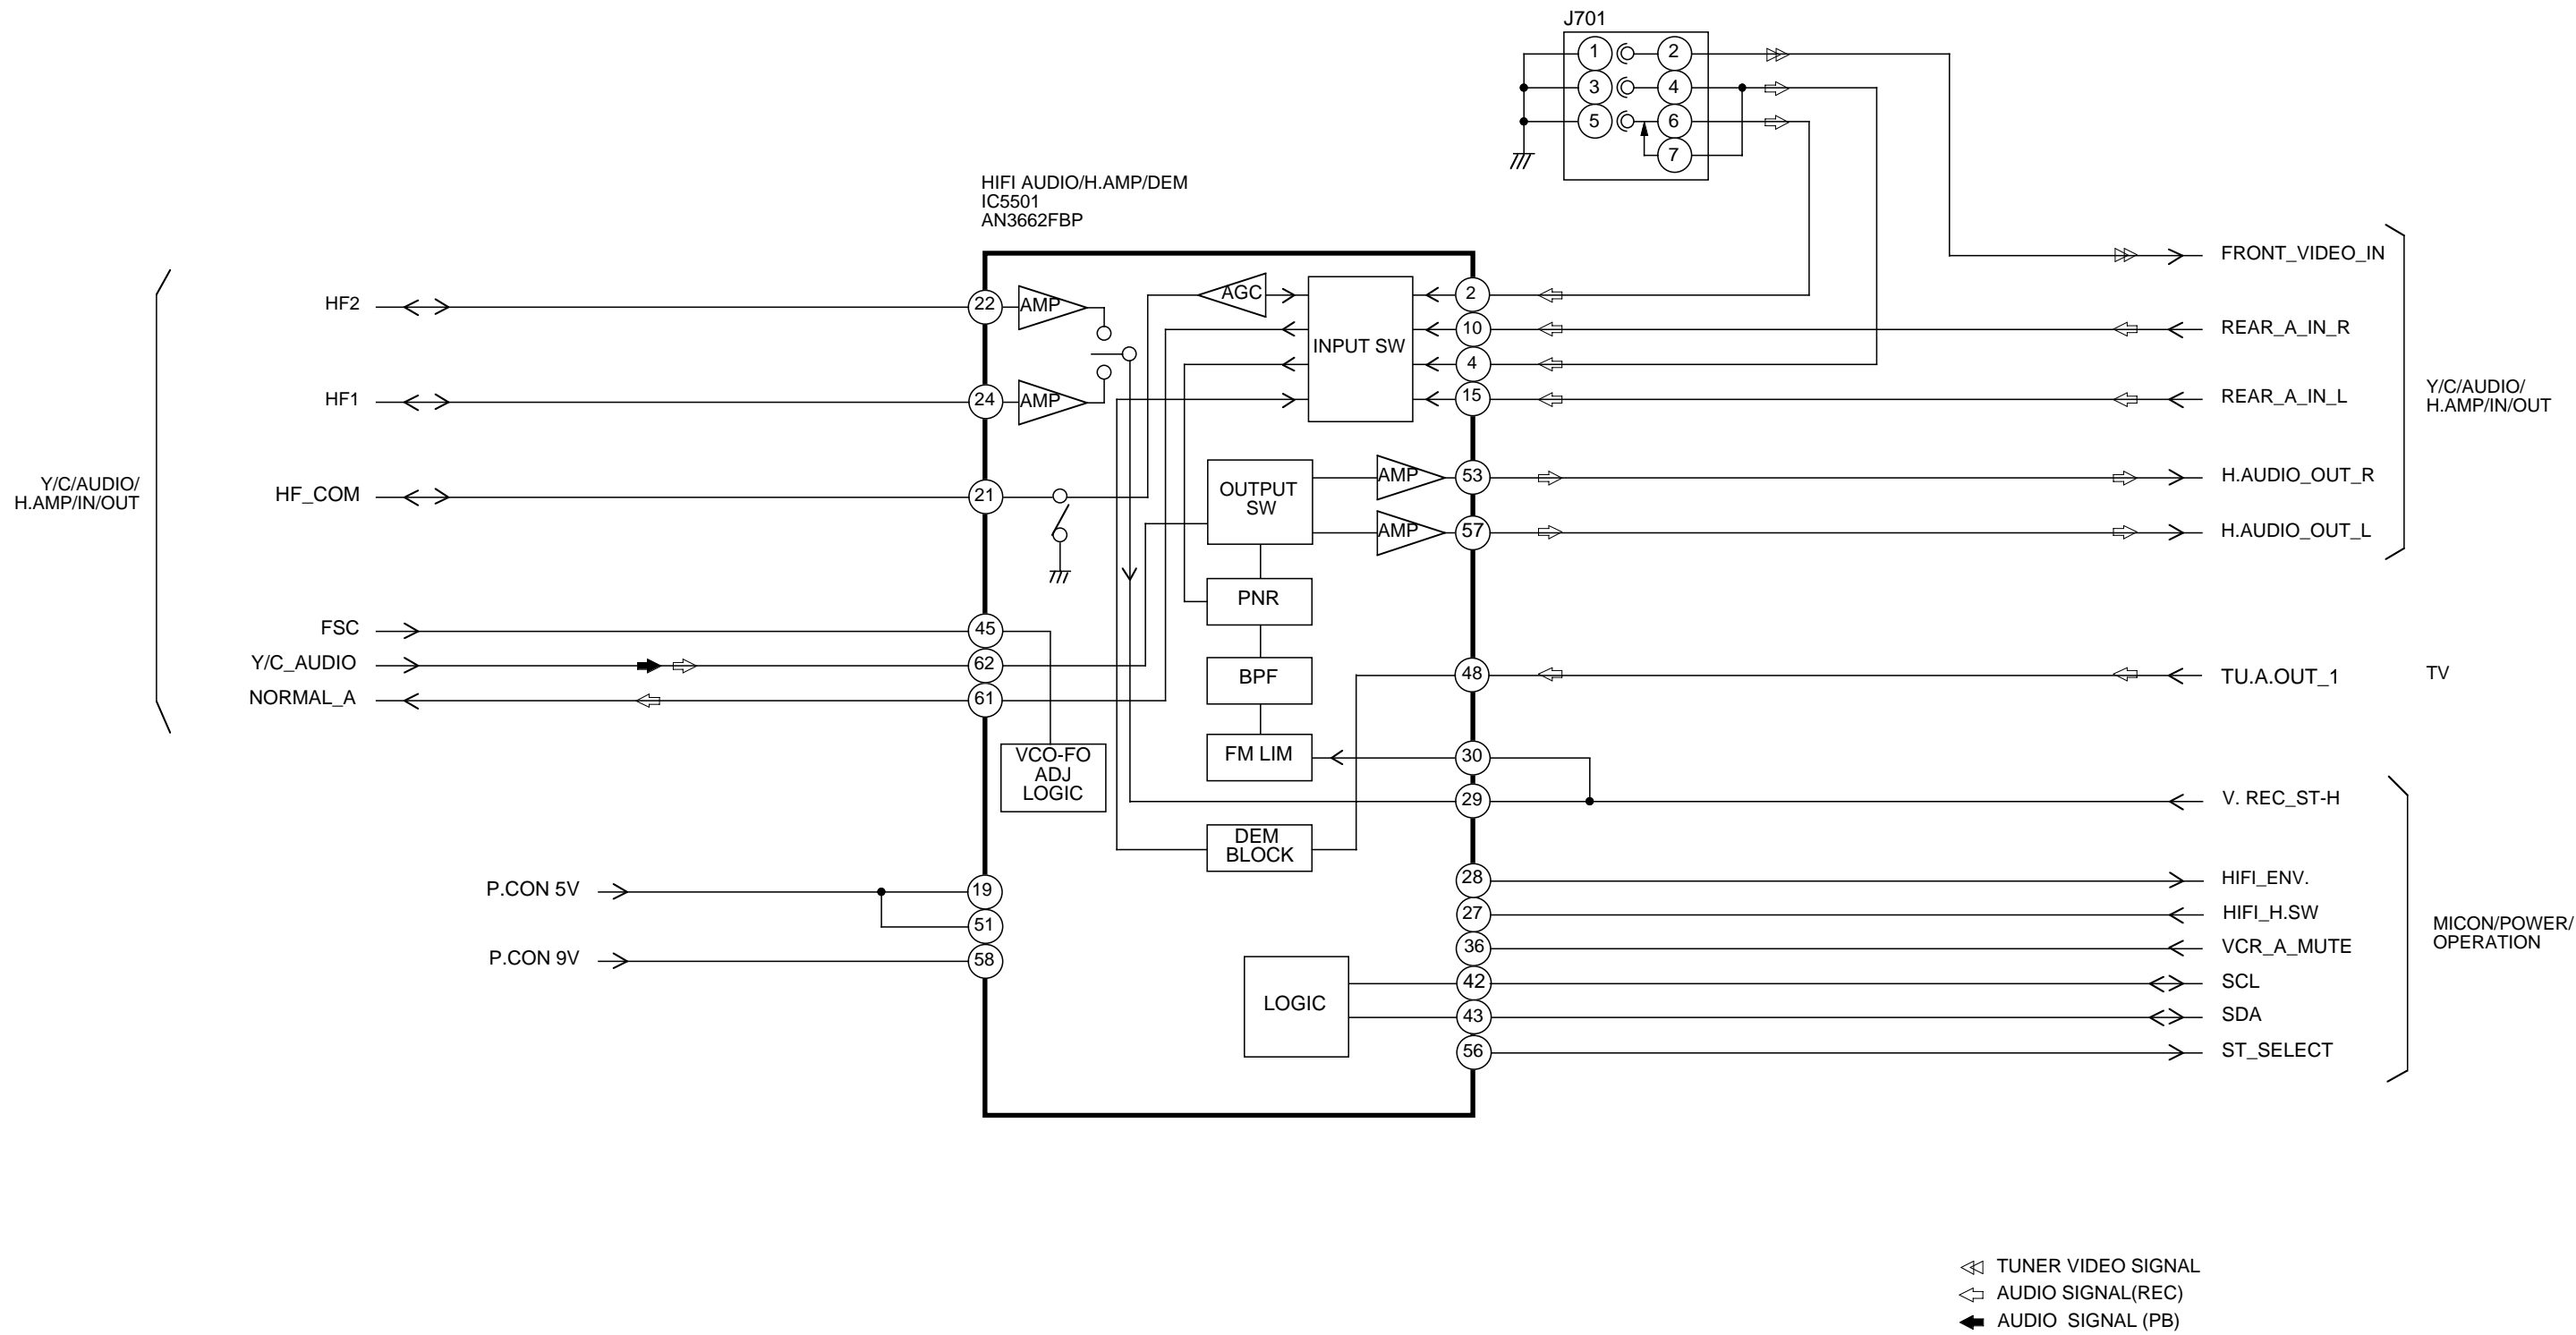 J701
1
2
3
4
5
6
7
HIFI AUDIO/H.AMP/DEM
IC5501
AN3662FBP
Y/C/AUDIO/
H.AMP/IN/OUT
HF2
HF1
HF_COM
FSC
Y/C_AUDIO
NORMAL_A
P.CON 5V
P.CON 9V
22
24
21
45
62
61
19
51
58
AMP
AMP
AGC
INPUT SW
OUTPUT
SW
AMP
AMP
PNR
BPF
FM LIM
VCO-FO
ADJ
LOGIC
DEM
BLOCK
LOGIC
2
10
4
15
53
57
48
30
29
28
27
36
42
43
56
FRONT_VIDEO_IN
REAR_A_IN_R
REAR_A_IN_L
H.AUDIO_OUT_R
H.AUDIO_OUT_L
Y/C/AUDIO/
H.AMP/IN/OUT
TU.A.OUT_1
TV
V. REC_ST-H
HIFI_ENV.
HIFI_H.SW
VCR_A_MUTE
SCL
SDA
ST_SELECT
MICON/POWER/
OPERATION
TUNER VIDEO SIGNAL
AUDIO SIGNAL(REC)
AUDIO SIGNAL (PB)